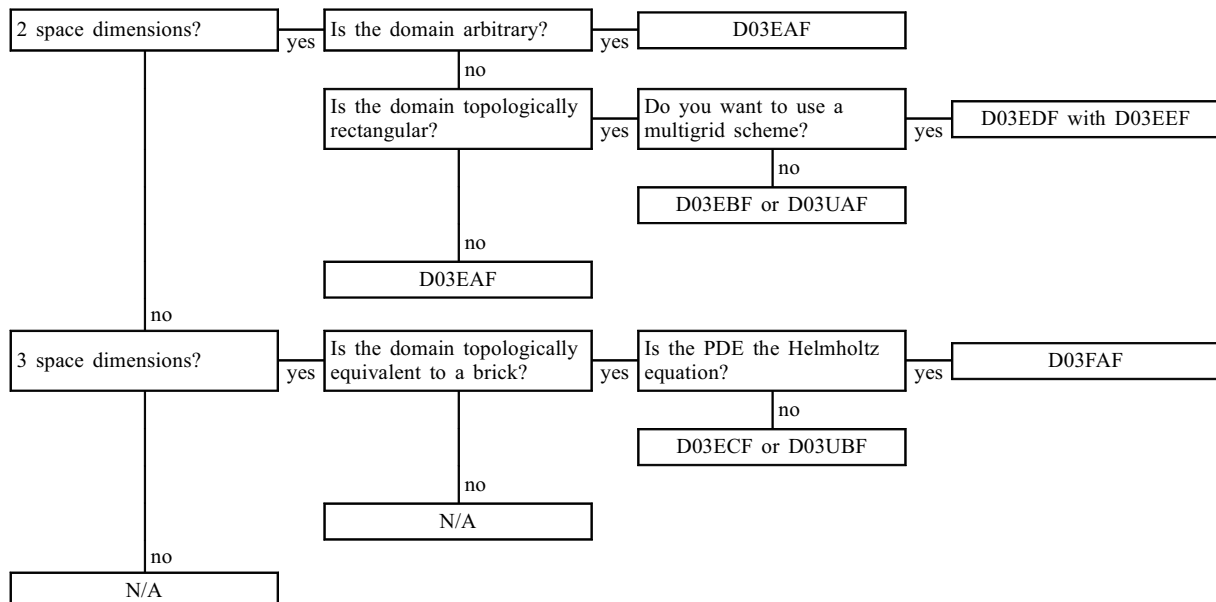 2 space dimensions?
yes
Is the domain arbitrary?
yes
D03EAF
no
Is the domain topologically
rectangular?
yes
Do you want to use a
multigrid scheme?
yes
D03EDF with D03EEF
no
D03EBF or D03UAF
no
D03EAF
no
3 space dimensions?
yes
Is the domain topologically
equivalent to a brick?
yes
Is the PDE the Helmholtz
equation?
yes
D03FAF
no
D03ECF or D03UBF
no
N/A
no
N/A